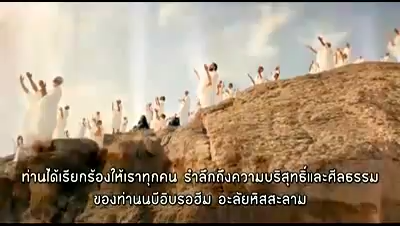 ท่านได้เรียกร้องให้เราทุกคน รำลึกถึงความบริสุทธิ์และศีลธรรม
ของท่านนบีอิบรอฮีม อะลัยหิสสะลาม